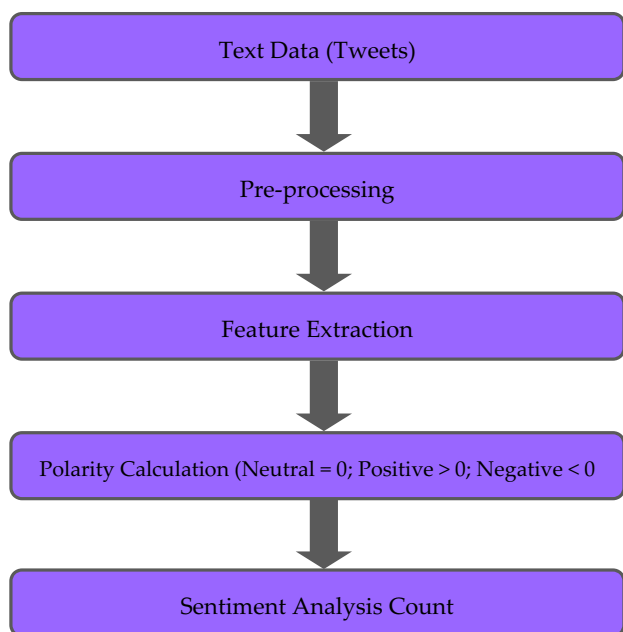 Text Data (Tweets)
Pre-processing
Feature Extraction
Polarity Calculation (Neutral = 0; Positive > 0; Negative < 0
Sentiment Analysis Count